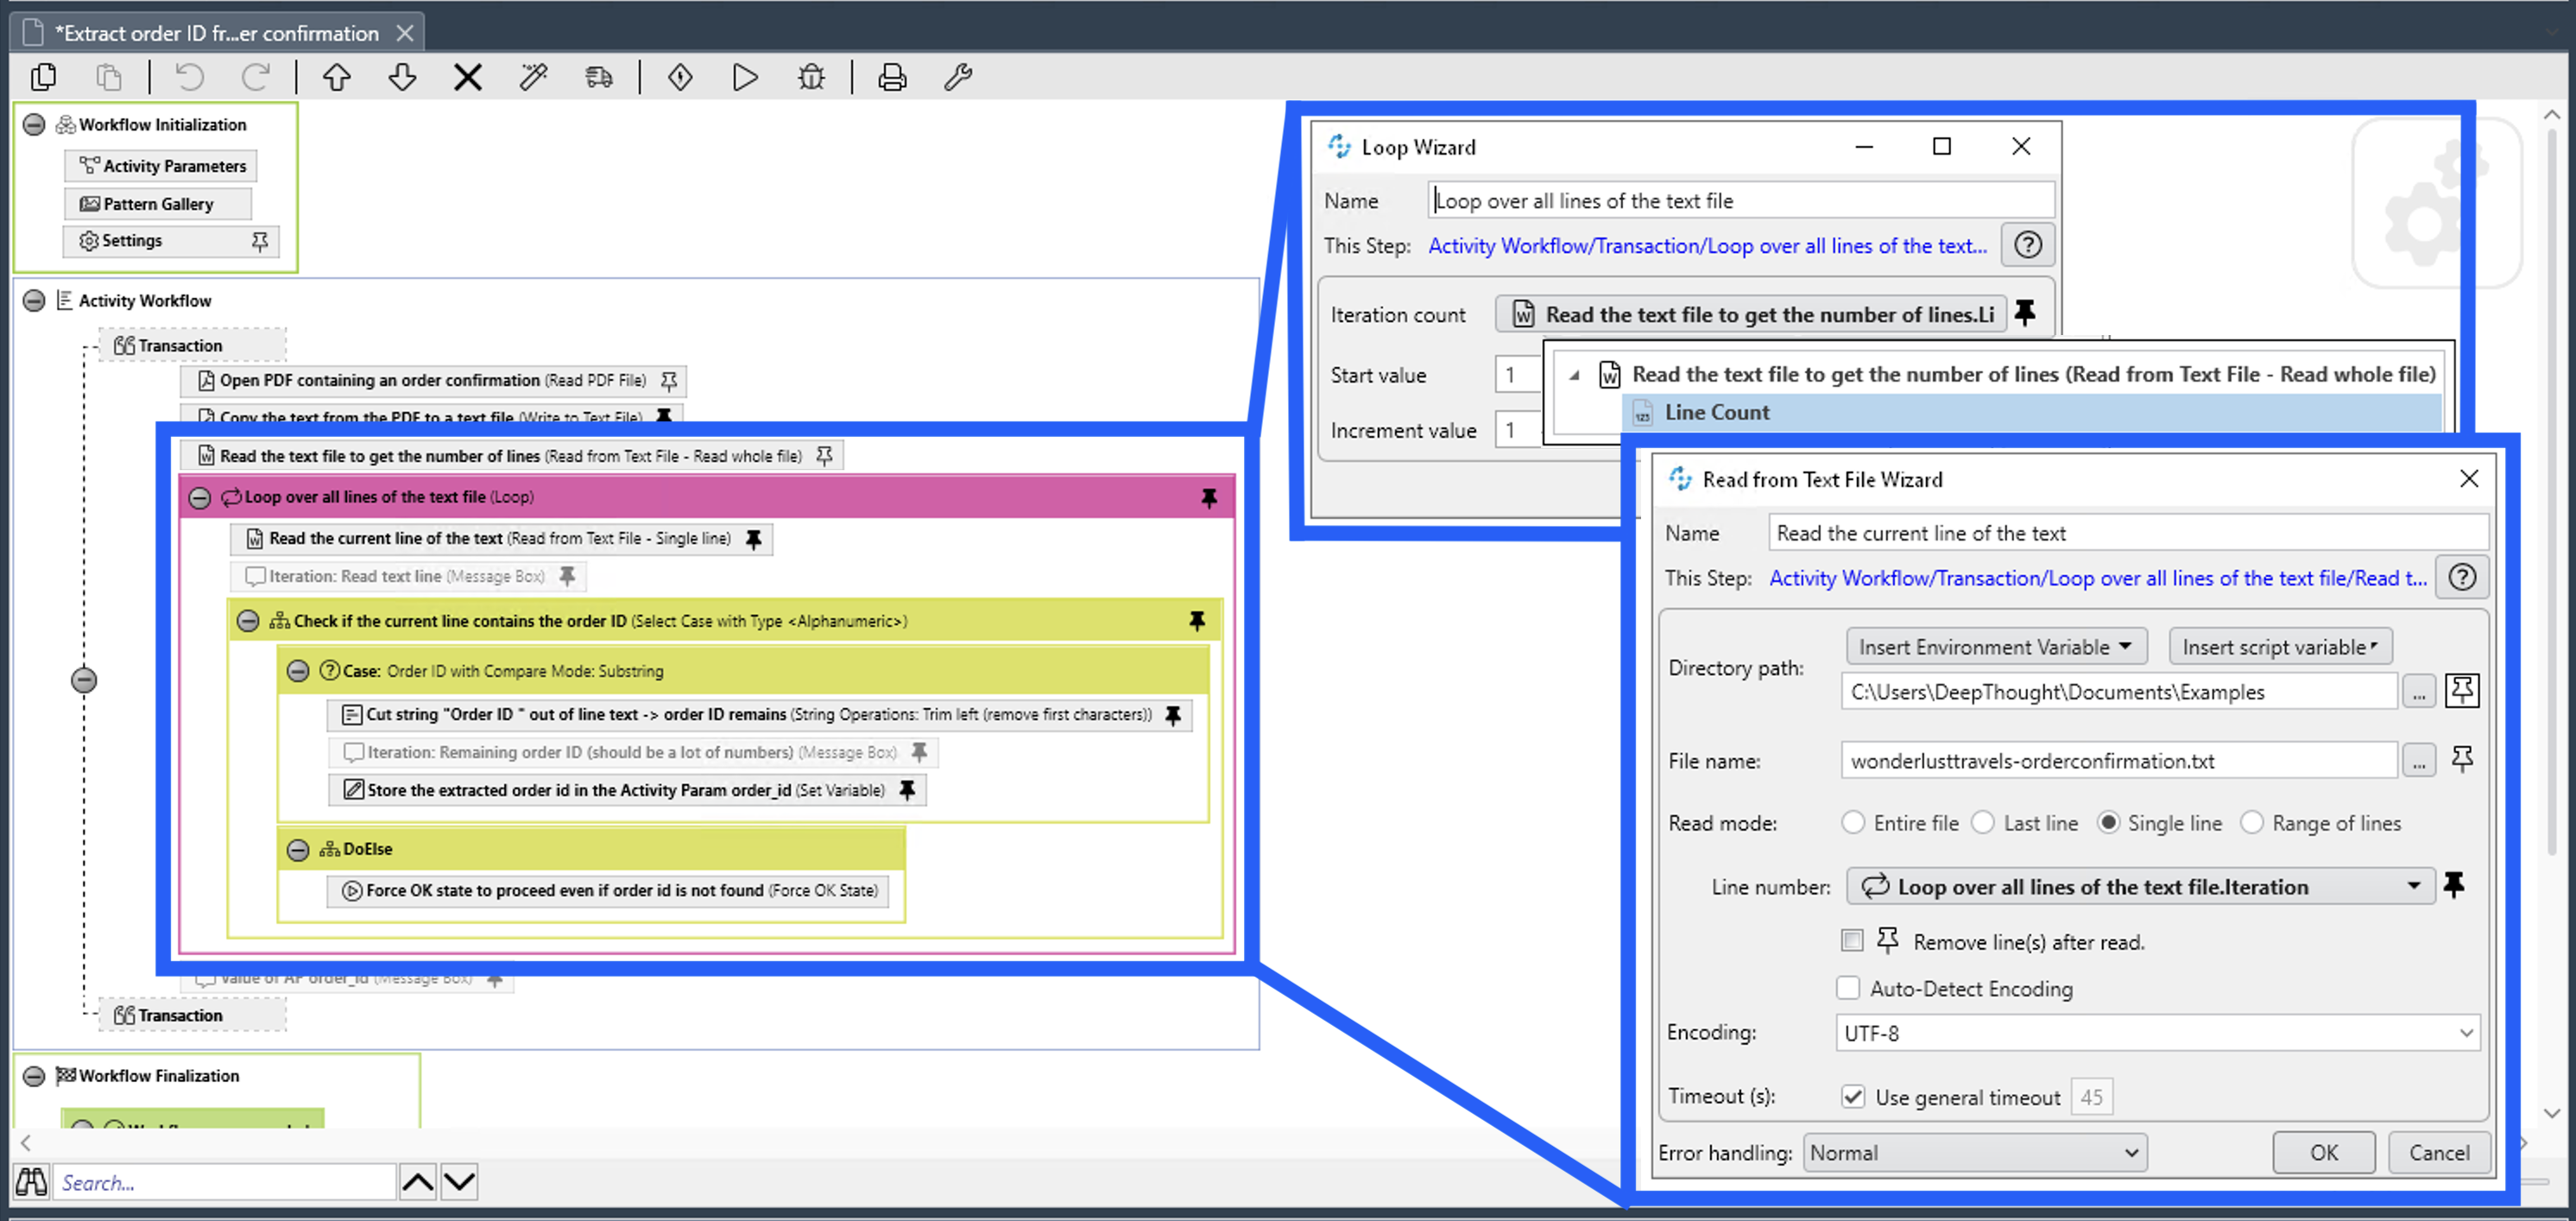 *Extract order ID fr...er confirmation
Workflow Initialization
Activity Parameters
Pattern Gallery
Settings
Activity Workflow
Transaction
Open PDF containing an order confirmation (Read PDF File)
Copy the text from the PDF to a text file (Write to Text File)
Read the text file to get the number of lines (Read from Text File - Read whole file)
Loop over all lines of the text file (Loop)
Read the current line of the text (Read from Text File - Single line)
Iteration: Read text line (Message Box)
Check if the current line contains the order ID (Select Case with Type <Alphanumeric>)
Case: Order ID with Compare Mode: Substring
Cut string "Order ID " out of line text -> order ID remains (String Operations: Trim left (remove first characters))
Iteration: Remaining order ID (should be a lot of numbers) (Message Box)
Store the extracted order id in the Activity Param order_id (Set Variable)
DoElse
Force OK state to proceed even if order id is not found (Force OK State)
Value of AP order_id (Message Box)
Transaction
Workflow Finalization
Search...
Loop Wizard
Name Loop over all lines of the text file
This Step: Activity Workflow/Transaction/Loop over all lines of the text...
Iteration count Read the text file to get the number of lines.Li
Start value 1
Read the text file to get the number of lines (Read from Text File - Read whole file)
123 Line Count
Increment value 1
Read from Text File Wizard
Name Read the current line of the text
This Step: Activity Workflow/Transaction/Loop over all lines of the text file/Read t...
Insert Environment Variable Insert script variable
Directory path:
C:\Users\DeepThought\Documents\Examples ...
File name: wonderlusttravels-orderconfirmation.txt ...
Read mode: Entire file Last line Single line Range of lines
Line number: Loop over all lines of the text file.Iteration
Remove line(s) after read.
Auto-Detect Encoding
Encoding: UTF-8
Timeout (s): Use general timeout 45
Error handling: Normal OK Cancel